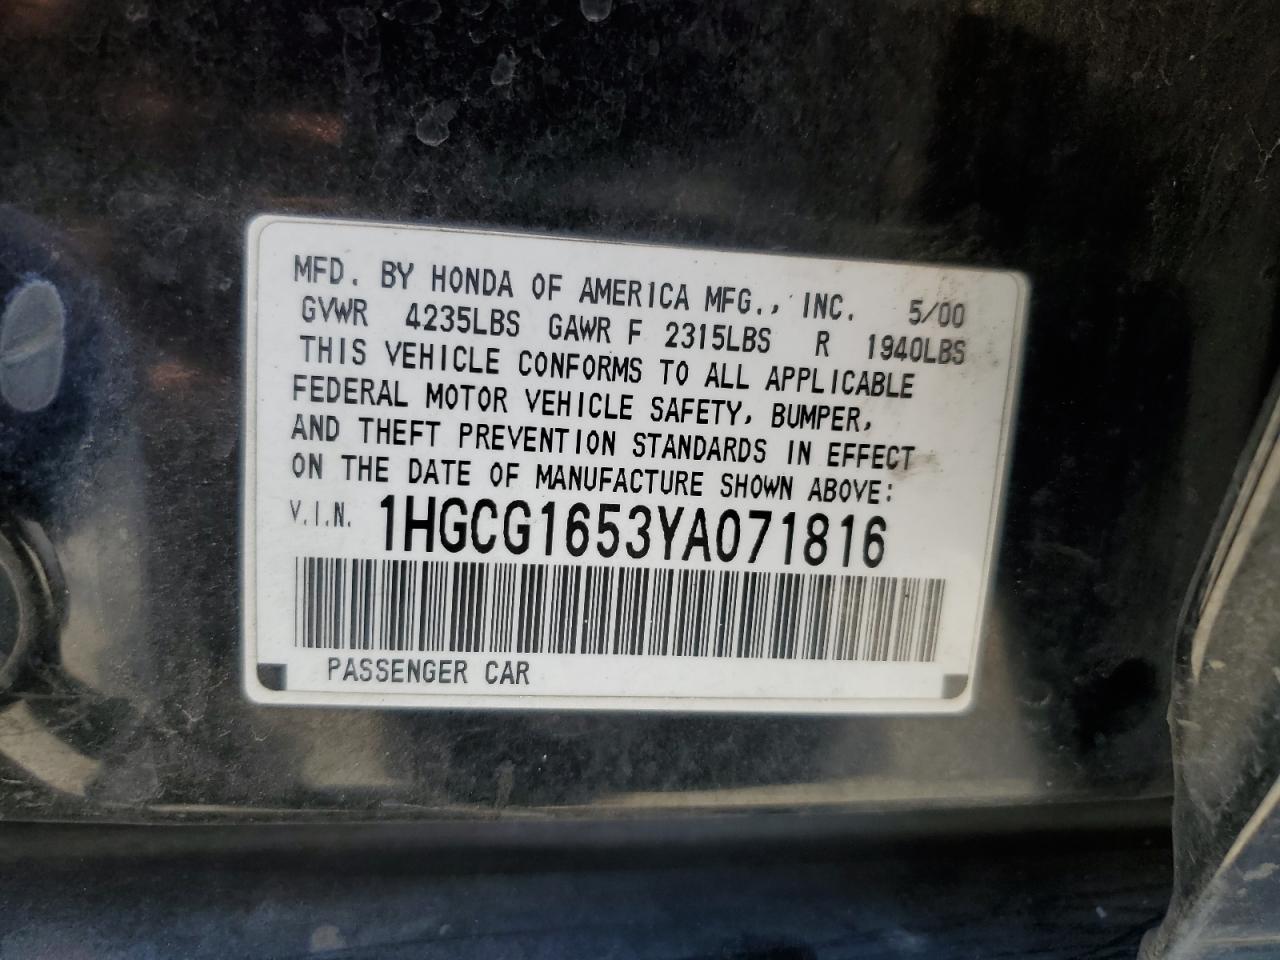 MFD. BY HONDA OF AMERICA MFG., INC. 5/00
GVWR 4235LBS GAWR F 2315LBS R 1940LBS
THIS VEHICLE CONFORMS TO ALL APPLICABLE
FEDERAL MOTOR VEHICLE SAFETY, BUMPER,
AND THEFT PREVENTION STANDARDS IN EFFECT
ON THE DATE OF MANUFACTURE SHOWN ABOVE:
V.I.N. 1HGCG1653YA071816
PASSENGER CAR